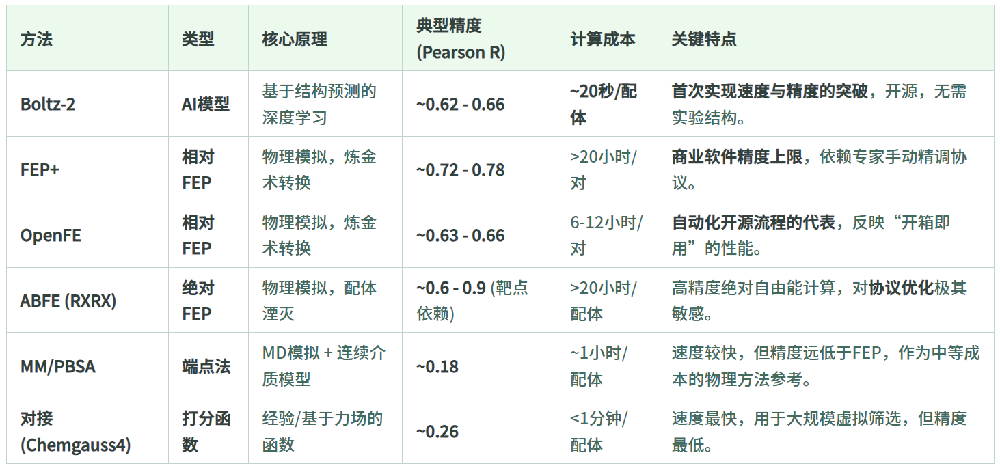 方法
类型
核心原理
典型精度
(Pearson R)
计算成本
关键特点
Boltz-2
AI模型
基于结构预测的
深度学习
~0.62 - 0.66
~20秒/配
体
首次实现速度与精度的突破，开源，无需
实验结构。
FEP+
相对
FEP
物理模拟，炼金
术转换
~0.72 - 0.78
>20小时/
对
商业软件精度上限，依赖专家手动精调协
议。
OpenFE
相对
FEP
物理模拟，炼金
术转换
~0.63 - 0.66
6-12小时/
对
自动化开源流程的代表，反映“开箱即
用”的性能。
ABFE (RXRX)
绝对
FEP
物理模拟，配体
湮灭
~0.6 - 0.9 (靶点
依赖)
>20小时/
配体
高精度绝对自由能计算，对协议优化极其
敏感。
MM/PBSA
端点法
MD模拟 + 连续介
质模型
~0.18
~1小时/
配体
速度较快，但精度远低于FEP，作为中等成
本的物理方法参考。
对接
(Chemgauss4)
打分函
数
经验/基于力场的
函数
~0.26
<1分钟/
配体
速度最快，用于大规模虚拟筛选，但精度
最低。